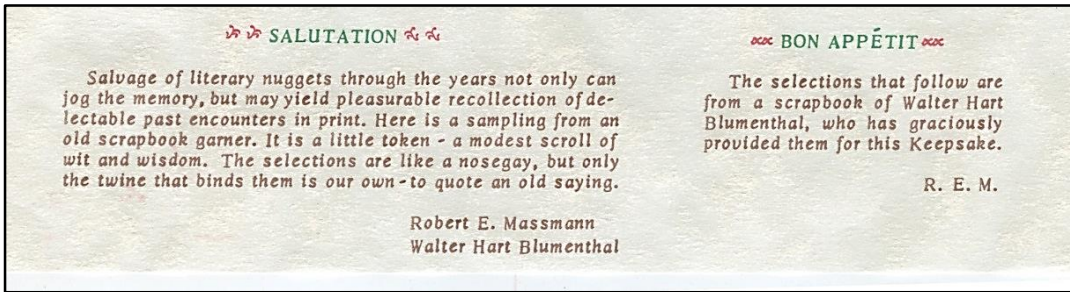 SALUTATION
Salvage of literary nuggets through the years not only can
jog the memory, but may yield pleasurable recollection of de-
lectable past encounters in print. Here is a sampling from an
old scrapbook garner. It is a little token - a modest scroll of
wit and wisdom. The selections are like a nosegay, but only
the twine that binds them is our own - to quote an old saying.
Robert E. Massmann
Walter Hart Blumenthal
BON APPÉTIT
The selections that follow are
from a scrapbook of Walter Hart
Blumenthal, who has graciously
provided them for this Keepsake.
R. E. M.